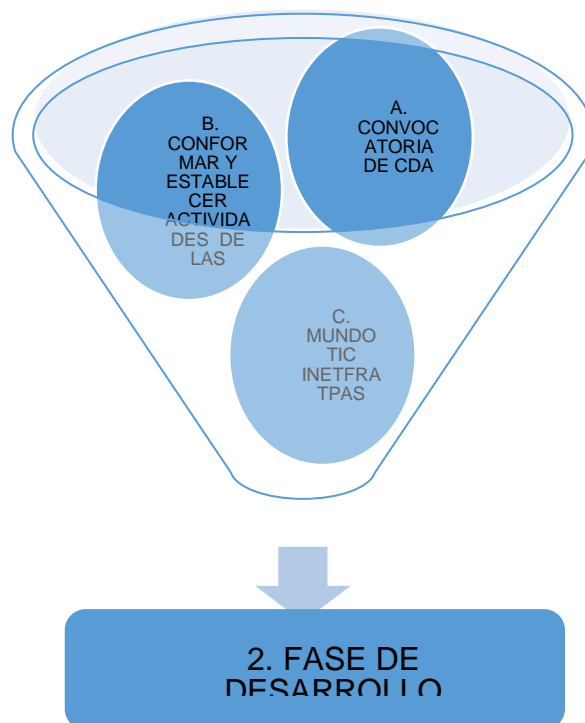 A.
CONVOC
ATORIA
DE CDA
B.
CONFOR
MAR Y
ESTABLE
CER
ACTIVIDA
DES DE
LAS
C.
MUNDO
TIC
INETFRA
TPAS
2. FASE DE
DESARROLLO